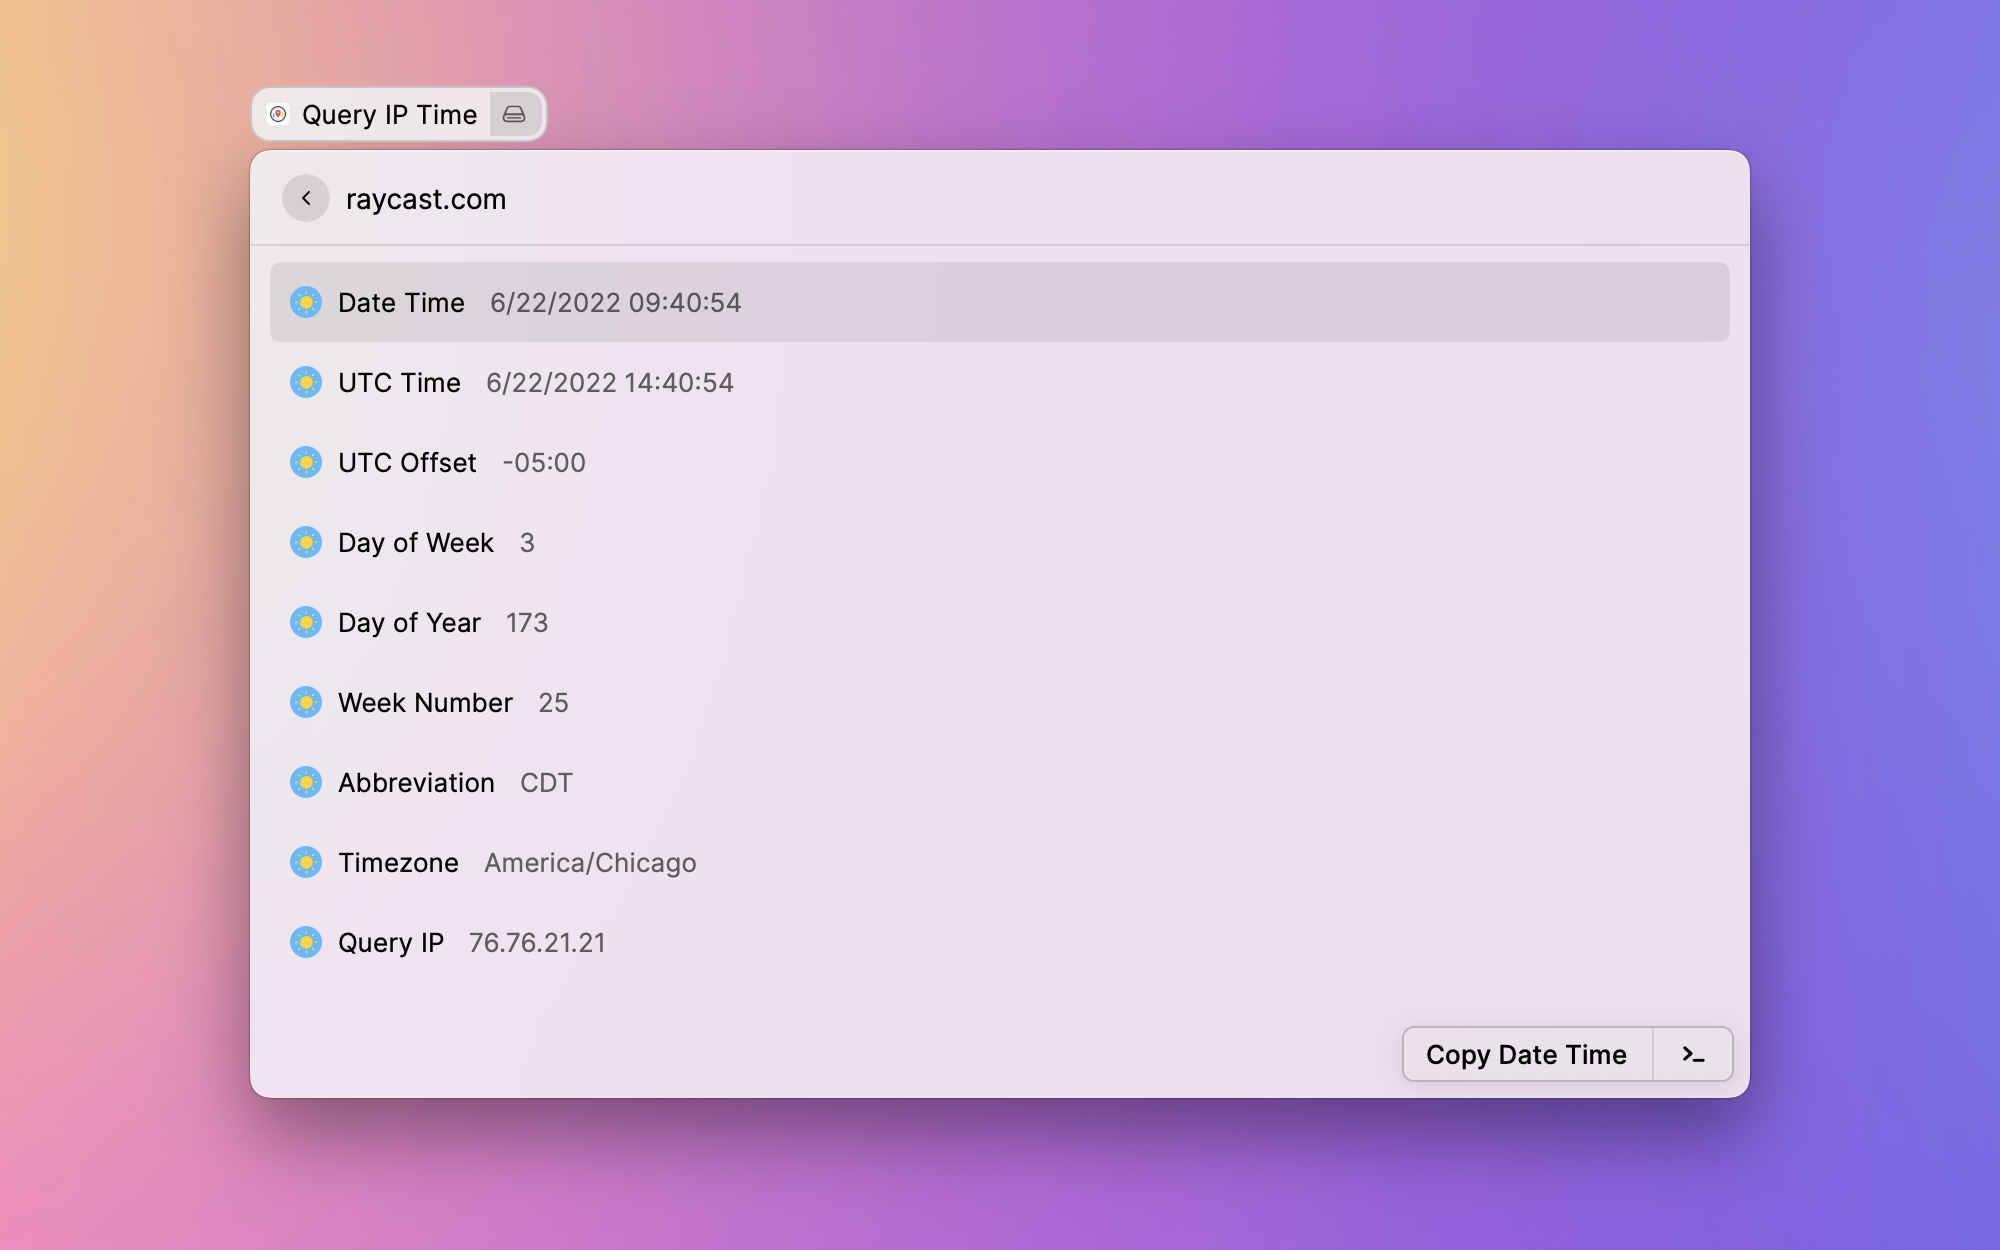 Query IP Time
raycast.com
Date Time 6/22/2022 09:40:54
UTC Time 6/22/2022 14:40:54
UTC Offset -05:00
Day of Week 3
Day of Year 173
Week Number 25
Abbreviation CDT
Timezone America/Chicago
Query IP 76.76.21.21
Copy Date Time